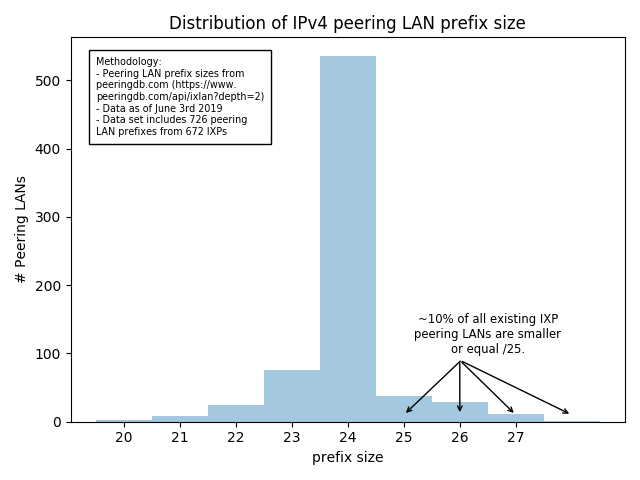 Distribution of IPv4 peering LAN prefix size
Methodology:
- Peering LAN prefix sizes from
peeringdb.com (https://www.
peeringdb.com/api/ixlan?depth=2)
- Data as of June 3rd 2019
- Data set includes 726 peering
LAN prefixes from 672 IXPs
~10% of all existing IXP
peering LANs are smaller
or equal /25.
# Peering LANs
500
400
300
200
100
0
20 21 22 23 24 25 26 27
prefix size